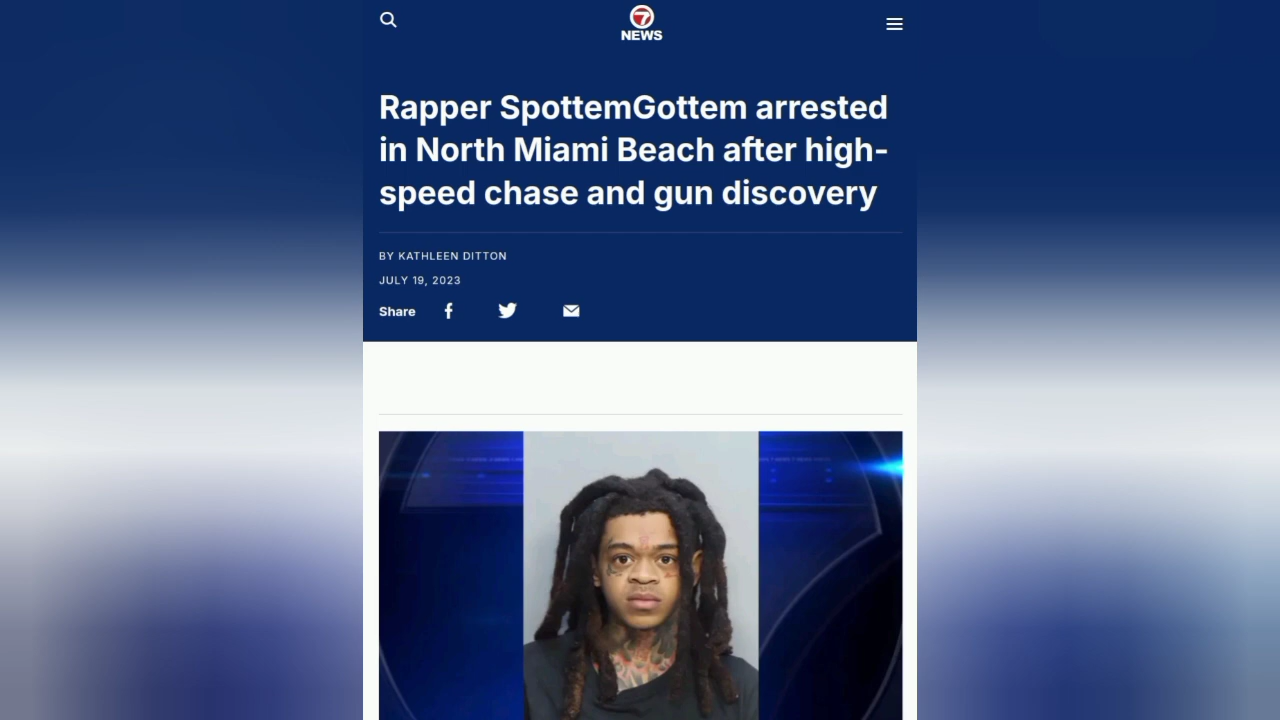 7
NEWS
Rapper SpottemGottem arrested
in North Miami Beach after high-
speed chase and gun discovery
BY KATHLEEN DITTON
JULY 19, 2023
Share